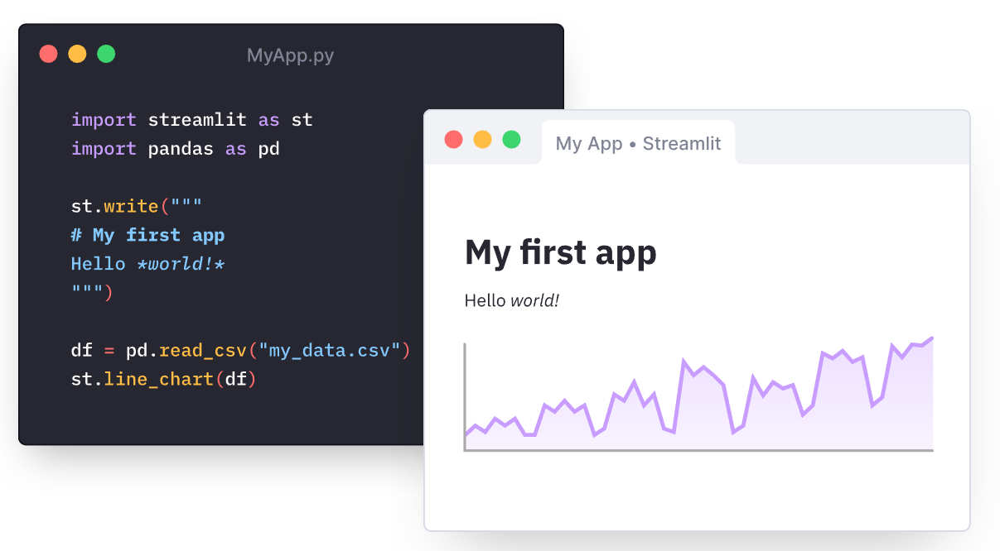 MyApp.py
import streamlit as st
import pandas as pd
st.write("""
# My first app
Hello *world!*
""")
df = pd.read_csv("my_data.csv")
st.line_chart(df)
My App • Streamlit
My first app
Hello world!